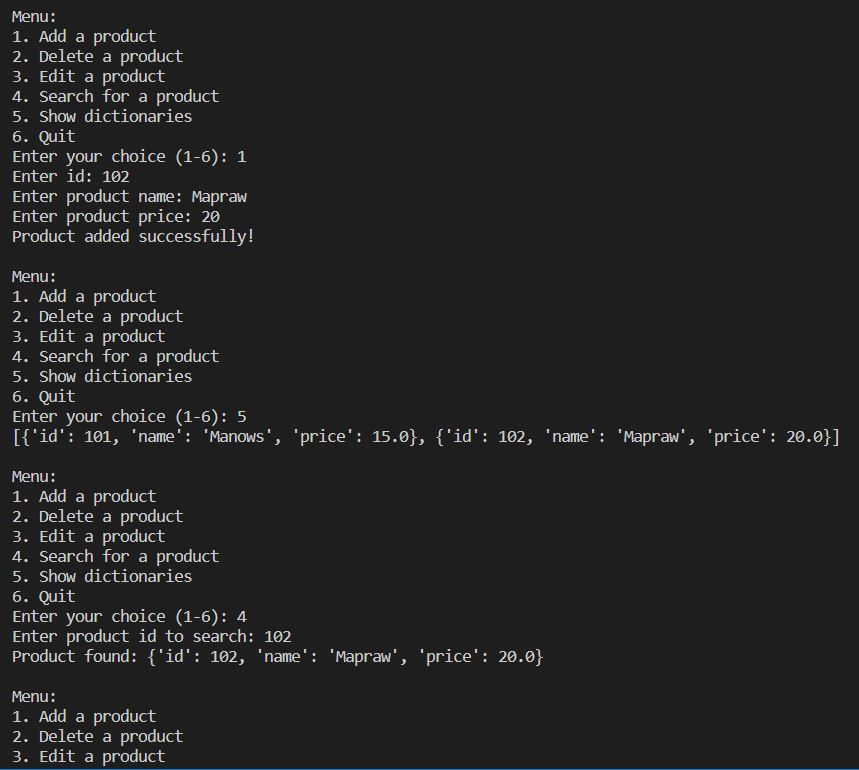 Menu:
1. Add a product
2. Delete a product
3. Edit a product
4. Search for a product
5. Show dictionaries
6. Quit
Enter your choice (1-6): 1
Enter id: 102
Enter product name: Mapraw
Enter product price: 20
Product added successfully!
Menu:
1. Add a product
2. Delete a product
3. Edit a product
4. Search for a product
5. Show dictionaries
6. Quit
Enter your choice (1-6): 5
[{'id': 101, 'name': 'Manows', 'price': 15.0}, {'id': 102, 'name': 'Mapraw', 'price': 20.0}]
Menu:
1. Add a product
2. Delete a product
3. Edit a product
4. Search for a product
5. Show dictionaries
6. Quit
Enter your choice (1-6): 4
Enter product id to search: 102
Product found: {'id': 102, 'name': 'Mapraw', 'price': 20.0}
Menu:
1. Add a product
2. Delete a product
3. Edit a product